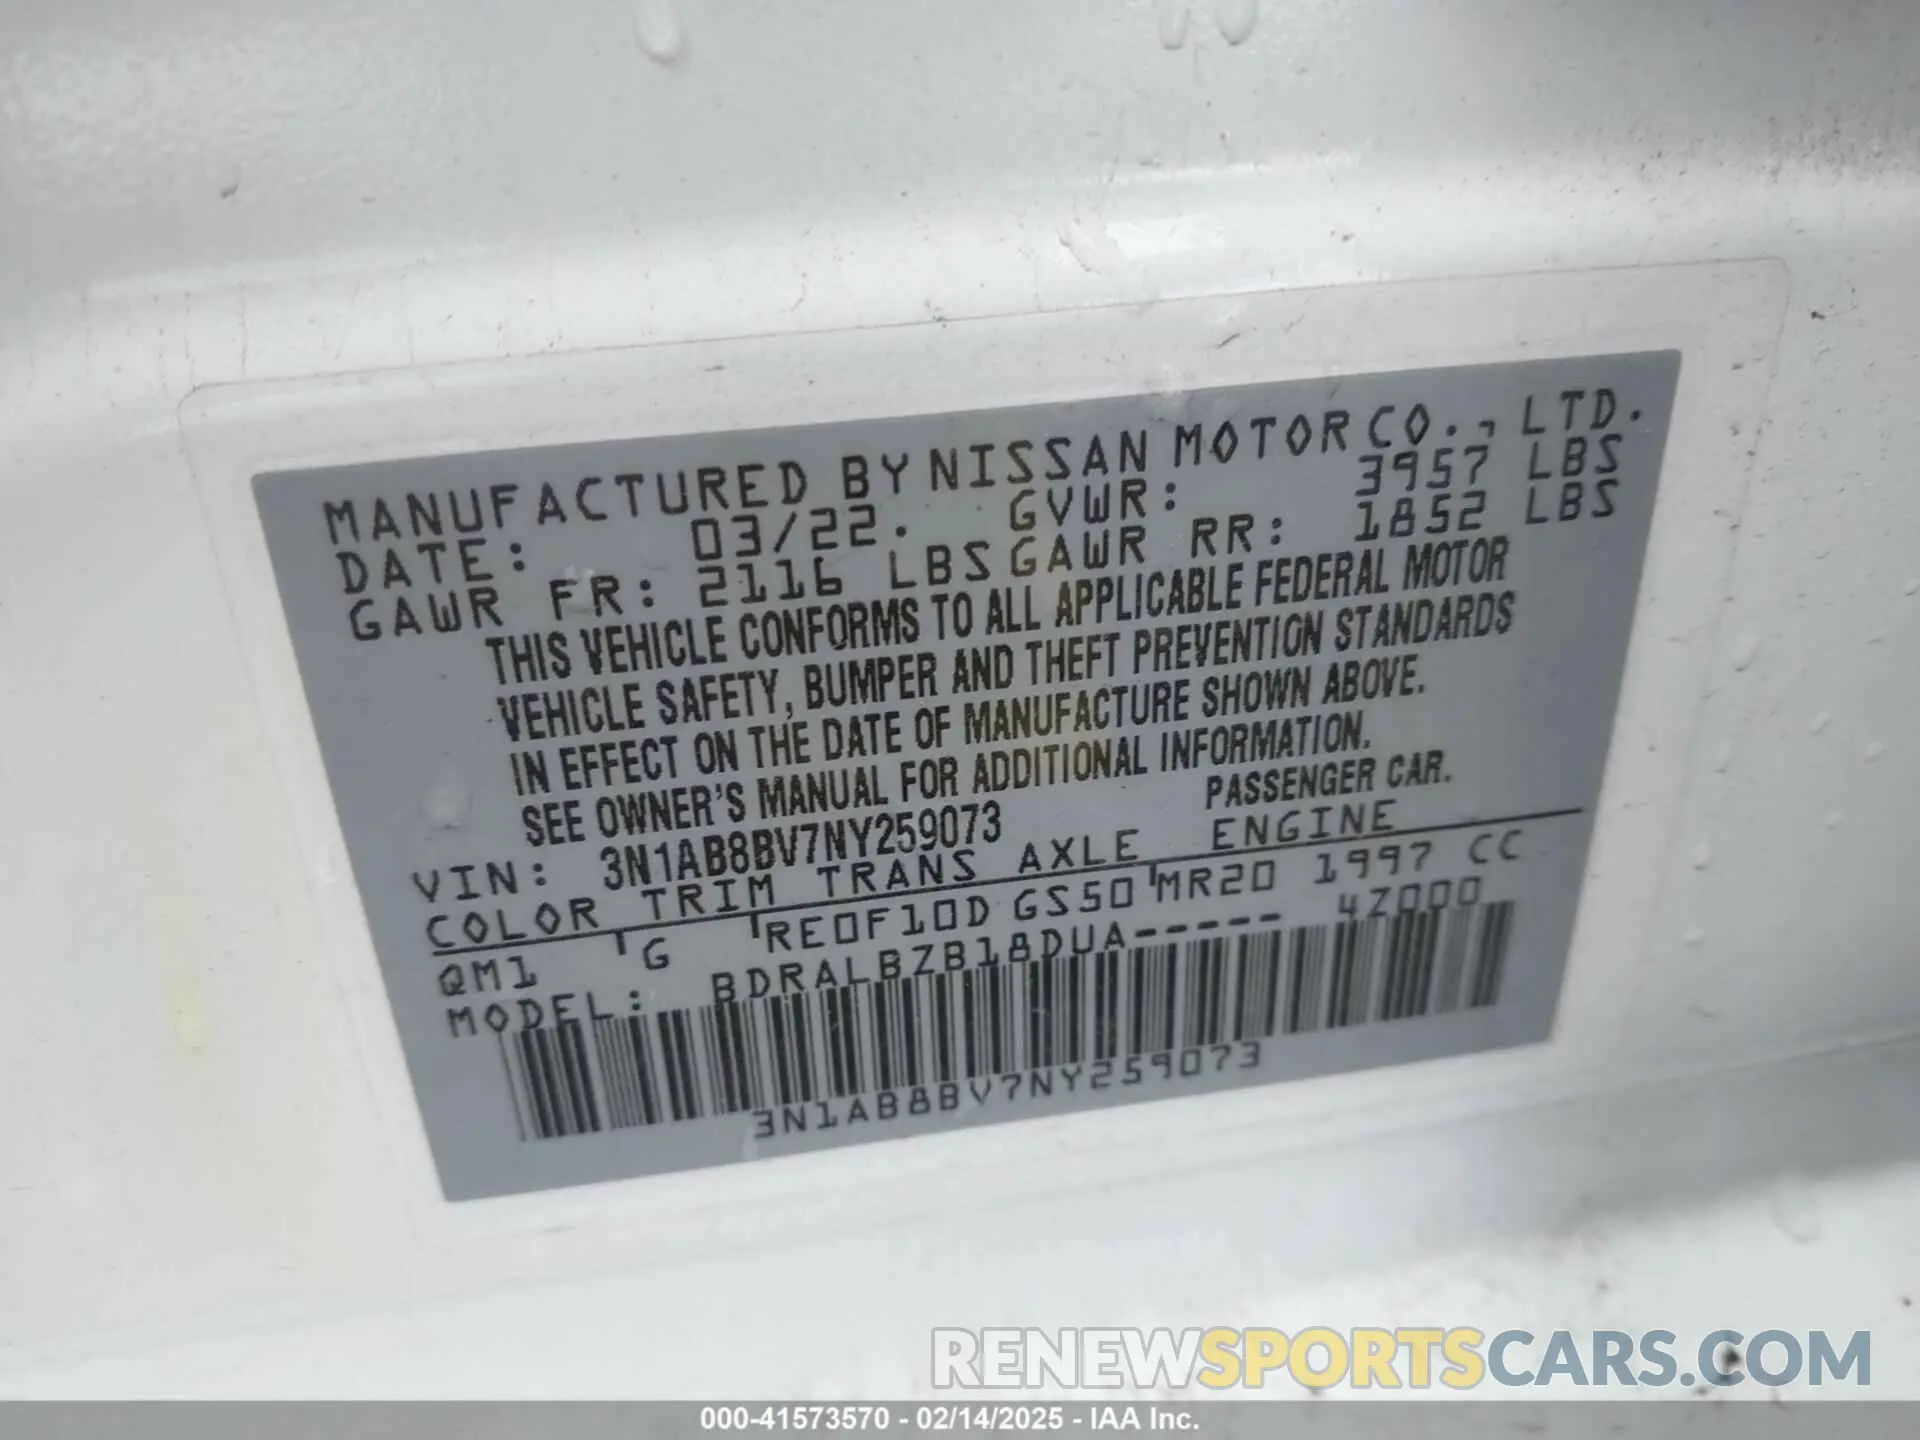 MANUFACTURED BY NISSAN MOTOR CO., LTD.
DATE: 03/22. GVWR: 3957 LBS
GAWR FR: 2116 LBS GAWR RR: 1852 LBS
THIS VEHICLE CONFORMS TO ALL APPLICABLE FEDERAL MOTOR
VEHICLE SAFETY, BUMPER AND THEFT PREVENTION STANDARDS
IN EFFECT ON THE DATE OF MANUFACTURE SHOWN ABOVE.
SEE OWNER'S MANUAL FOR ADDITIONAL INFORMATION.
VIN: 3N1AB8BV7NY259073 PASSENGER CAR.
COLOR TRIM TRANS AXLE ENGINE
QM1 G RE0F10D GS50 MR20 1997 CC
MODEL: BDRALBZB18DUA----- 4Z000
3N1AB8BV7NY259073
RENEWSPORTSCARS.COM
000-41573570 - 02/14/2025 - IAA Inc.